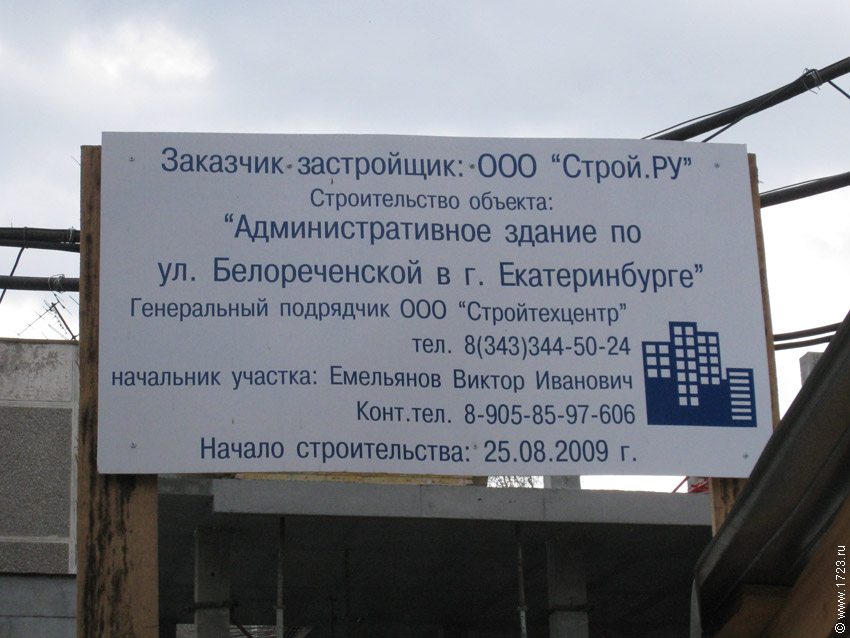 Заказчик застройщик: ООО “Строй.РУ”
Строительство объекта:
“Административное здание по
ул. Белореченской в г. Екатеринбурге”
Генеральный подрядчик ООО “Стройтехцентр”
тел. 8(343)344-50-24
начальник участка: Емельянов Виктор Иванович
Конт.тел. 8-905-85-97-606
Начало строительства: 25.08.2009 г.
© www.1723.ru